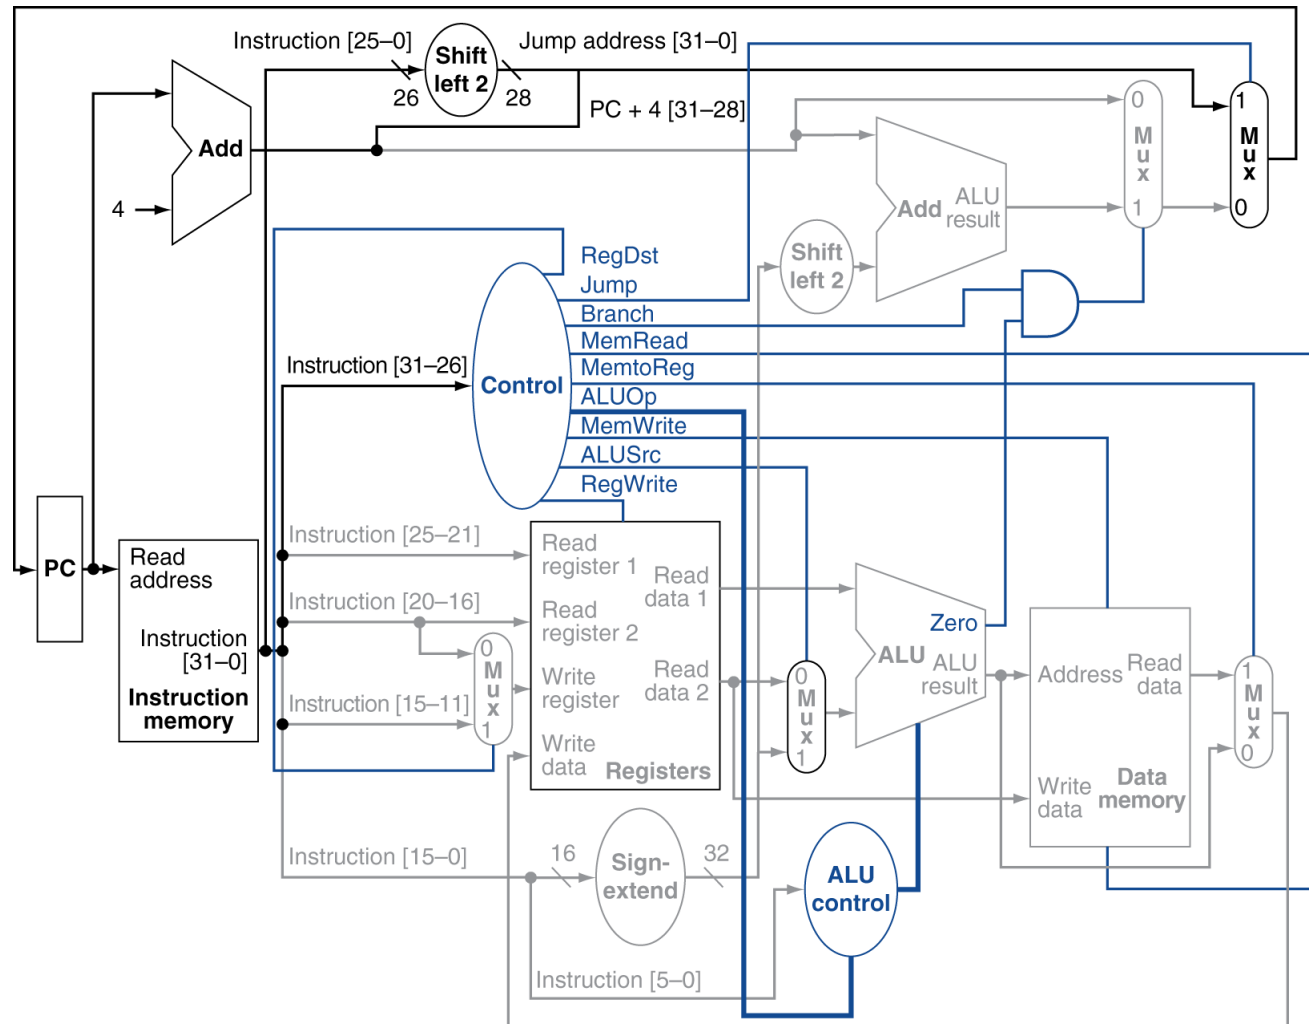 Instruction [25–0]
Shift
left 2
Jump address [31–0]
26
28
PC + 4 [31–28]
Add
4
0
M
u
x
1
1
M
u
x
0
Add
ALU
result
Shift
left 2
RegDst
Jump
Branch
MemRead
MemtoReg
ALUOp
MemWrite
ALUSrc
RegWrite
Instruction [31–26]
Control
PC
Read
address
Instruction
[31–0]
Instruction
memory
Instruction [25–21]
Instruction [20–16]
Instruction [15–11]
0
M
u
x
1
Read
register 1
Read
register 2
Write
register
Write
data
Read
data 1
Read
data 2
Registers
0
M
u
x
1
Zero
ALU
ALU
result
Address
Read
data
Write
data
Data
memory
1
M
u
x
0
Instruction [15–0]
16
Sign-
extend
32
ALU
control
Instruction [5–0]